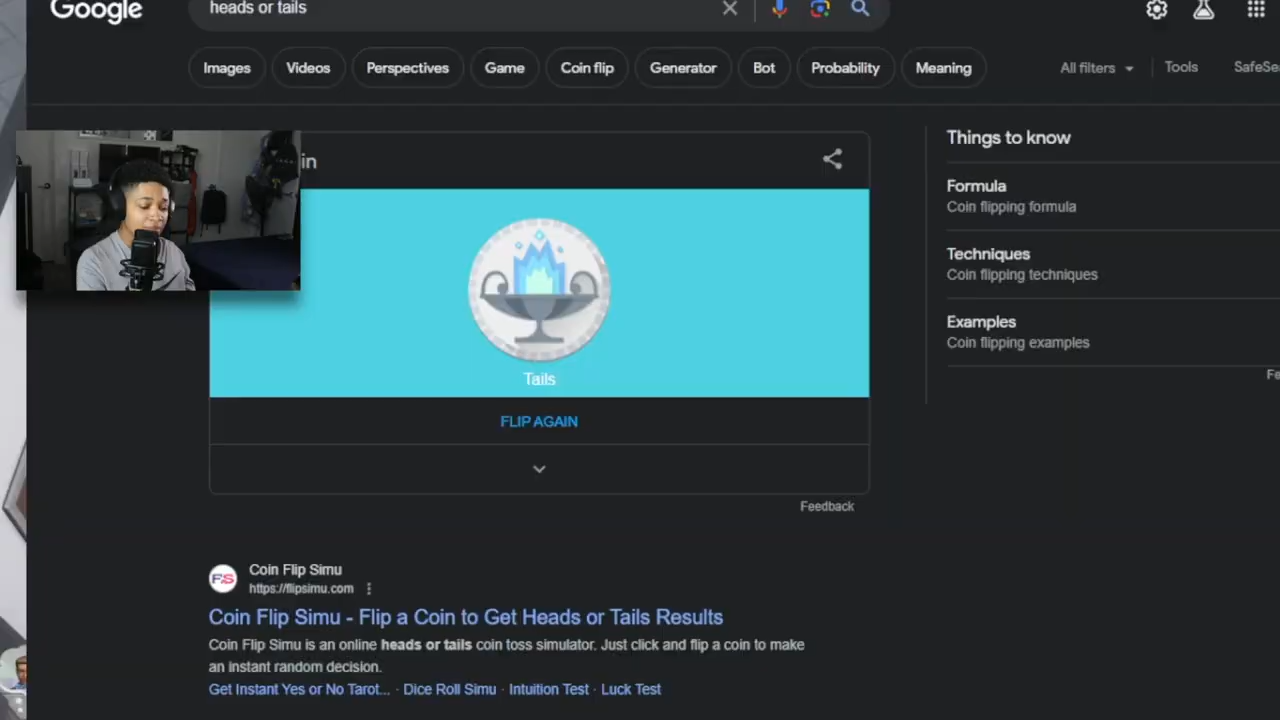 Google
heads or tails
Images
Videos
Perspectives
Game
Coin flip
Generator
Bot
Probability
Meaning
All filters
Tools
SafeSe
in
Things to know
Formula
Coin flipping formula
Techniques
Coin flipping techniques
Examples
Coin flipping examples
Fe
Tails
FLIP AGAIN
Feedback
FS
Coin Flip Simu
https://flipsimu.com
Coin Flip Simu - Flip a Coin to Get Heads or Tails Results
Coin Flip Simu is an online heads or tails coin toss simulator. Just click and flip a coin to make
an instant random decision.
Get Instant Yes or No Tarot... · Dice Roll Simu · Intuition Test · Luck Test